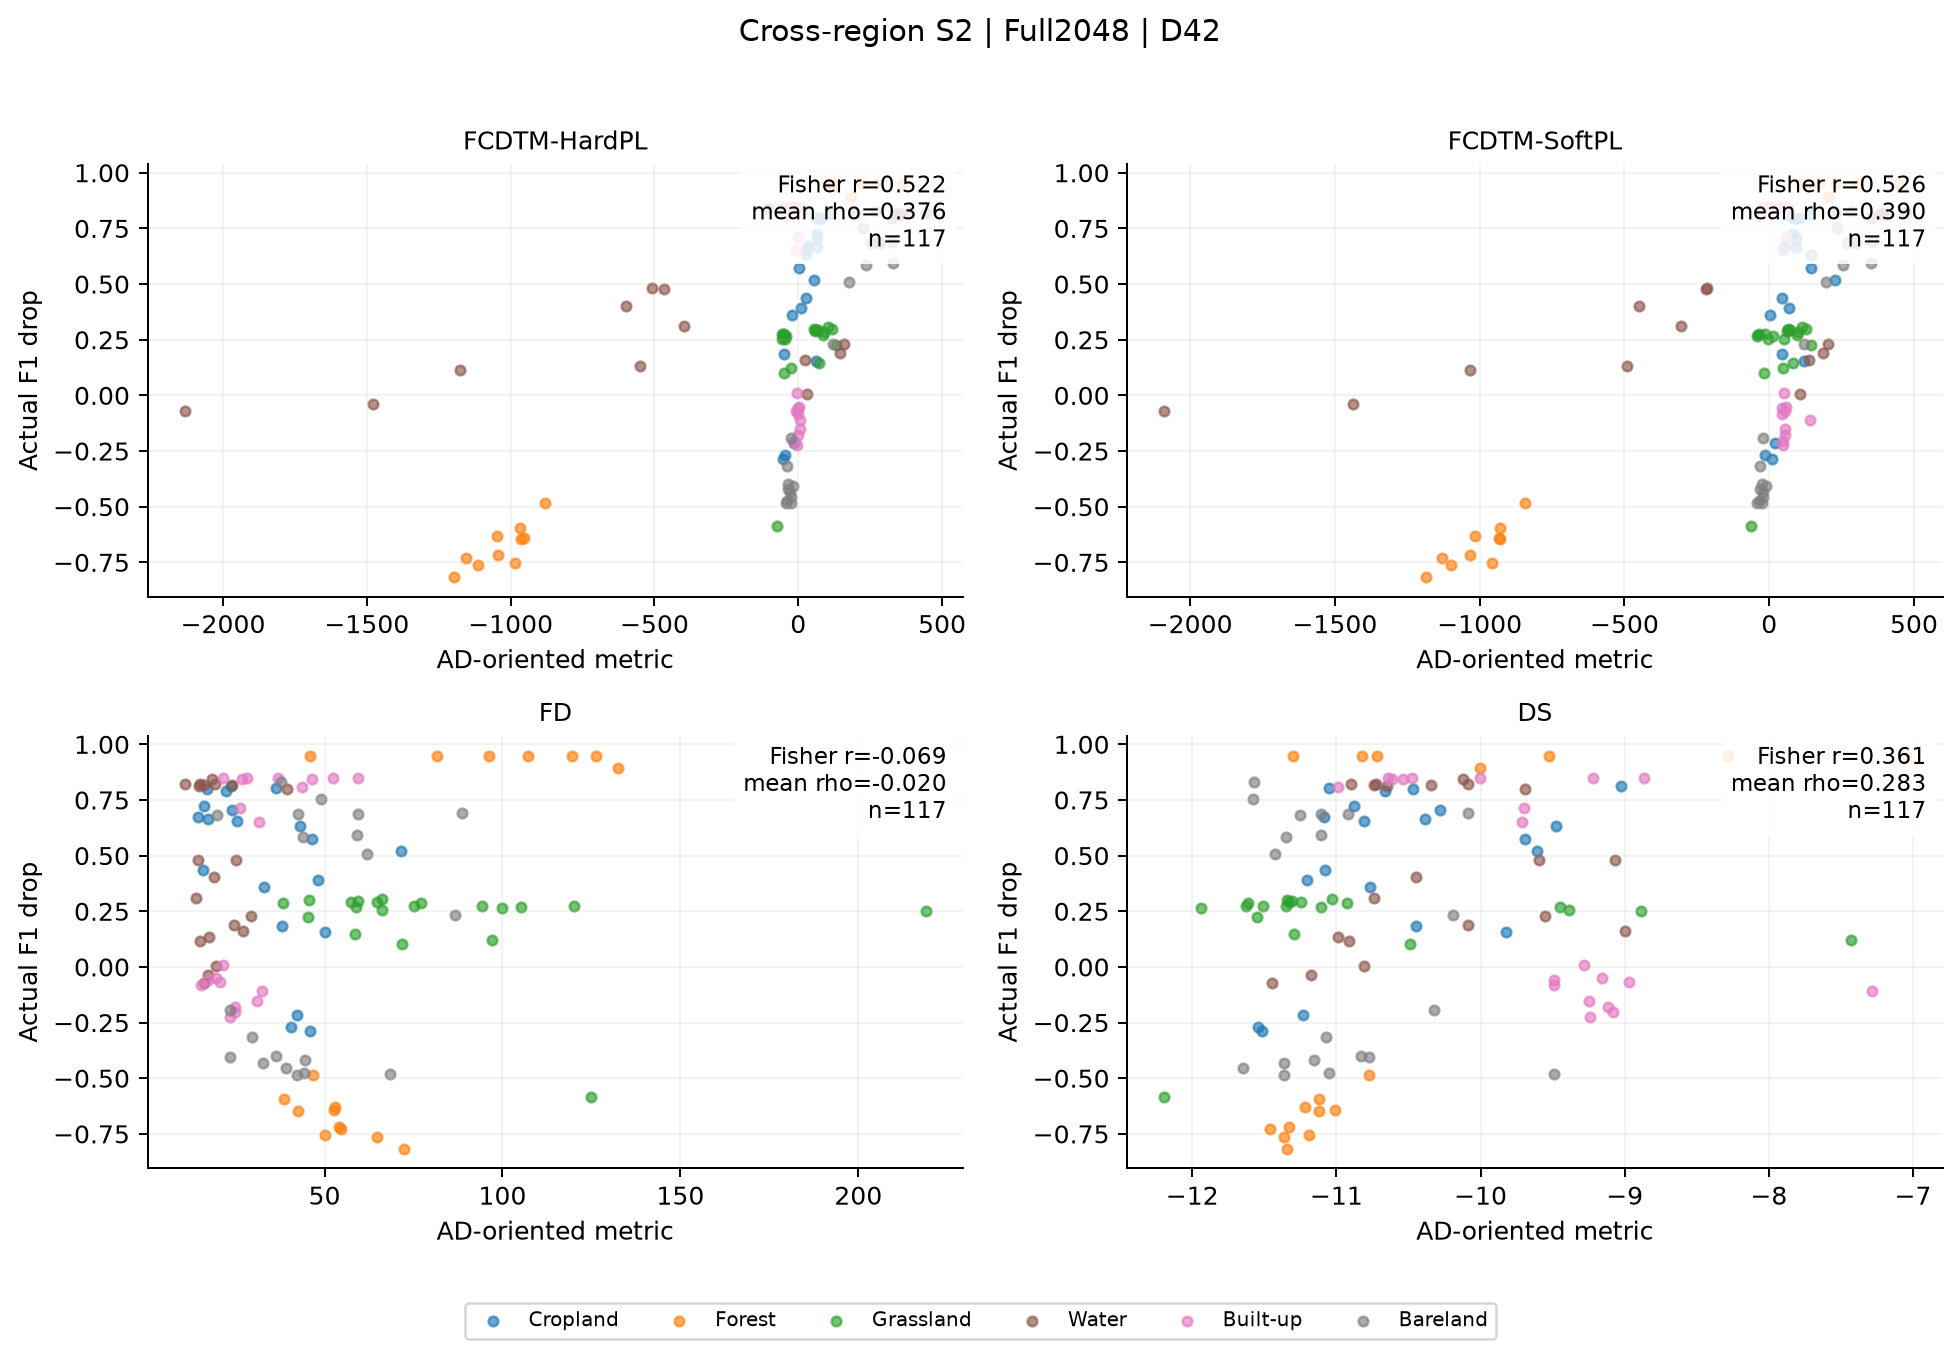 Cross-region S2 | Full2048 | D42
FCDTM-HardPL
Fisher r=0.522
mean rho=0.376
n=117
1.00
0.75
0.50
0.25
0.00
−0.25
−0.50
−0.75
Actual F1 drop
−2000
−1500
−1000
−500
0
500
AD-oriented metric
FCDTM-SoftPL
Fisher r=0.526
mean rho=0.390
n=117
1.00
0.75
0.50
0.25
0.00
−0.25
−0.50
−0.75
Actual F1 drop
−2000
−1500
−1000
−500
0
500
AD-oriented metric
FD
Fisher r=-0.069
mean rho=-0.020
n=117
1.00
0.75
0.50
0.25
0.00
−0.25
−0.50
−0.75
Actual F1 drop
50
100
150
200
AD-oriented metric
DS
Fisher r=0.361
mean rho=0.283
n=117
1.00
0.75
0.50
0.25
0.00
−0.25
−0.50
−0.75
Actual F1 drop
−12
−11
−10
−9
−8
−7
AD-oriented metric
Cropland
Forest
Grassland
Water
Built-up
Bareland